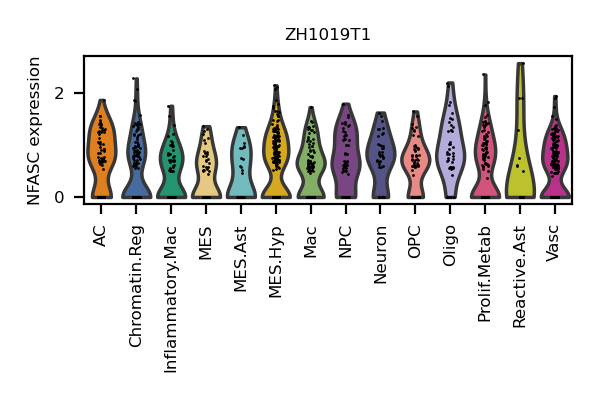 ZH1019T1
NFASC expression
2
0
AC
Chromatin.Reg
Inflammatory.Mac
MES
MES.Ast
MES.Hyp
Mac
NPC
Neuron
OPC
Oligo
Prolif.Metab
Reactive.Ast
Vasc